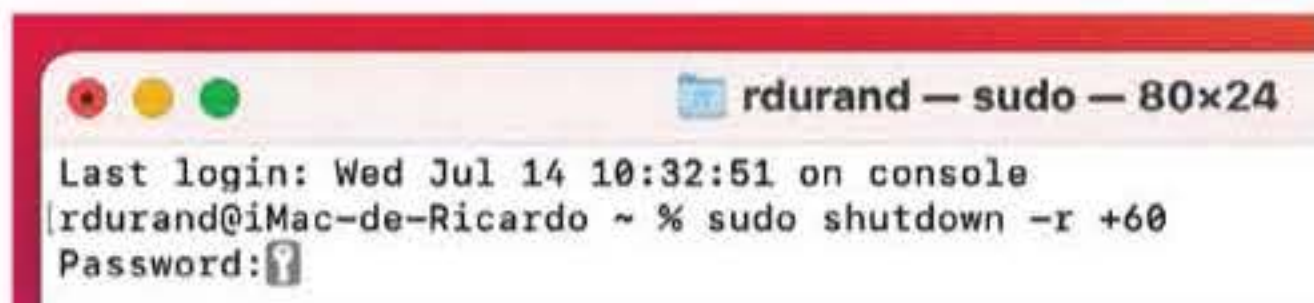 rdurand — sudo — 80×24
Last login: Wed Jul 14 10:32:51 on console
rdurand@iMac-de-Ricardo ~ % sudo shutdown -r +60
Password: